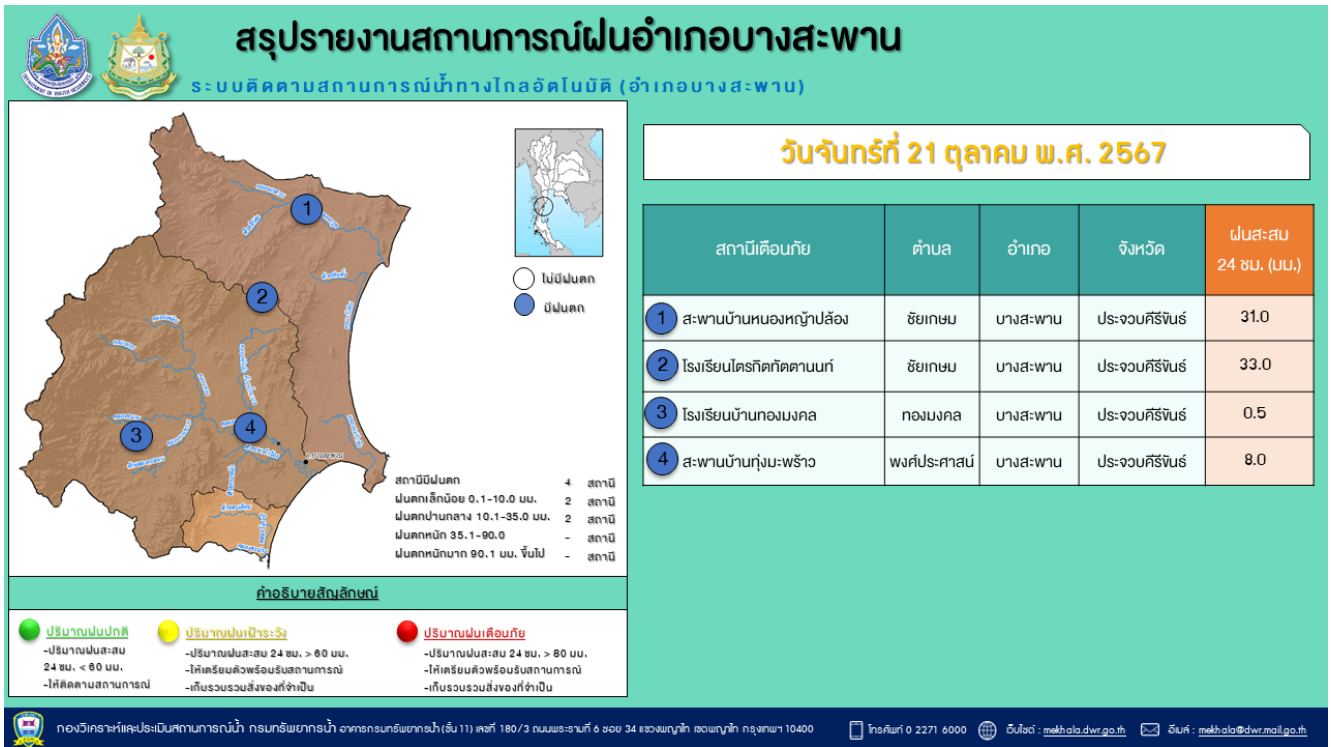 สรุปรายงานสถานการณ์ฝนอำเภอบางสะพาน
ระบบติดตามสถานการณ์น้ำทางไกลอัตโนมัติ (อำเภอบางสะพาน)
วันจันทร์ที่ 21 ตุลาคม พ.ศ. 2567
1
2
3
4
ไม่มีฝนตก
มีฝนตก
สถานีมีฝนตก 4 สถานี
ฝนตกเล็กน้อย 0.1-10.0 มม. 2 สถานี
ฝนตกปานกลาง 10.1-35.0 มม. 2 สถานี
ฝนตกหนัก 35.1-90.0 - สถานี
ฝนตกหนักมาก 90.1 มม. ขึ้นไป - สถานี
สถานีเตือนภัย ตำบล อำเภอ จังหวัด ฝนสะสม
24 ชม. (มม.)
1 สะพานบ้านหนองหญ้าปล้อง ชัยเกษม บางสะพาน ประจวบคีรีขันธ์ 31.0
2 โรงเรียนไตรกิตทัตตานนท์ ชัยเกษม บางสะพาน ประจวบคีรีขันธ์ 33.0
3 โรงเรียนบ้านทองมงคล ทองมงคล บางสะพาน ประจวบคีรีขันธ์ 0.5
4 สะพานบ้านทุ่งมะพร้าว พงศ์ประศาสน์ บางสะพาน ประจวบคีรีขันธ์ 8.0
คำอธิบายสัญลักษณ์
ปริมาณฝนปกติ
-ปริมาณฝนสะสม
24 ชม. < 60 มม.
-ให้ติดตามสถานการณ์
ปริมาณฝนเฝ้าระวัง
-ปริมาณฝนสะสม 24 ชม. > 60 มม.
-ให้เตรียมตัวพร้อมรับสถานการณ์
-เก็บรวบรวมสิ่งของที่จำเป็น
ปริมาณฝนเตือนภัย
-ปริมาณฝนสะสม 24 ชม. > 80 มม.
-ให้เตรียมตัวพร้อมรับสถานการณ์
-เก็บรวบรวมสิ่งของที่จำเป็น
กองวิเคราะห์และประเมินสถานการณ์น้ำ กรมทรัพยากรน้ำ อาคารกรมทรัพยากรน้ำ (ชั้น 11) เลขที่ 180/3 ถนนพระรามที่ 6 ซอย 34 แขวงพญาไท เขตพญาไท กรุงเทพฯ 10400 โทรศัพท์ 0 2271 6000 เว็บไซต์ : mekhala.dwr.go.th อีเมล์ : mekhala@dwr.mail.go.th